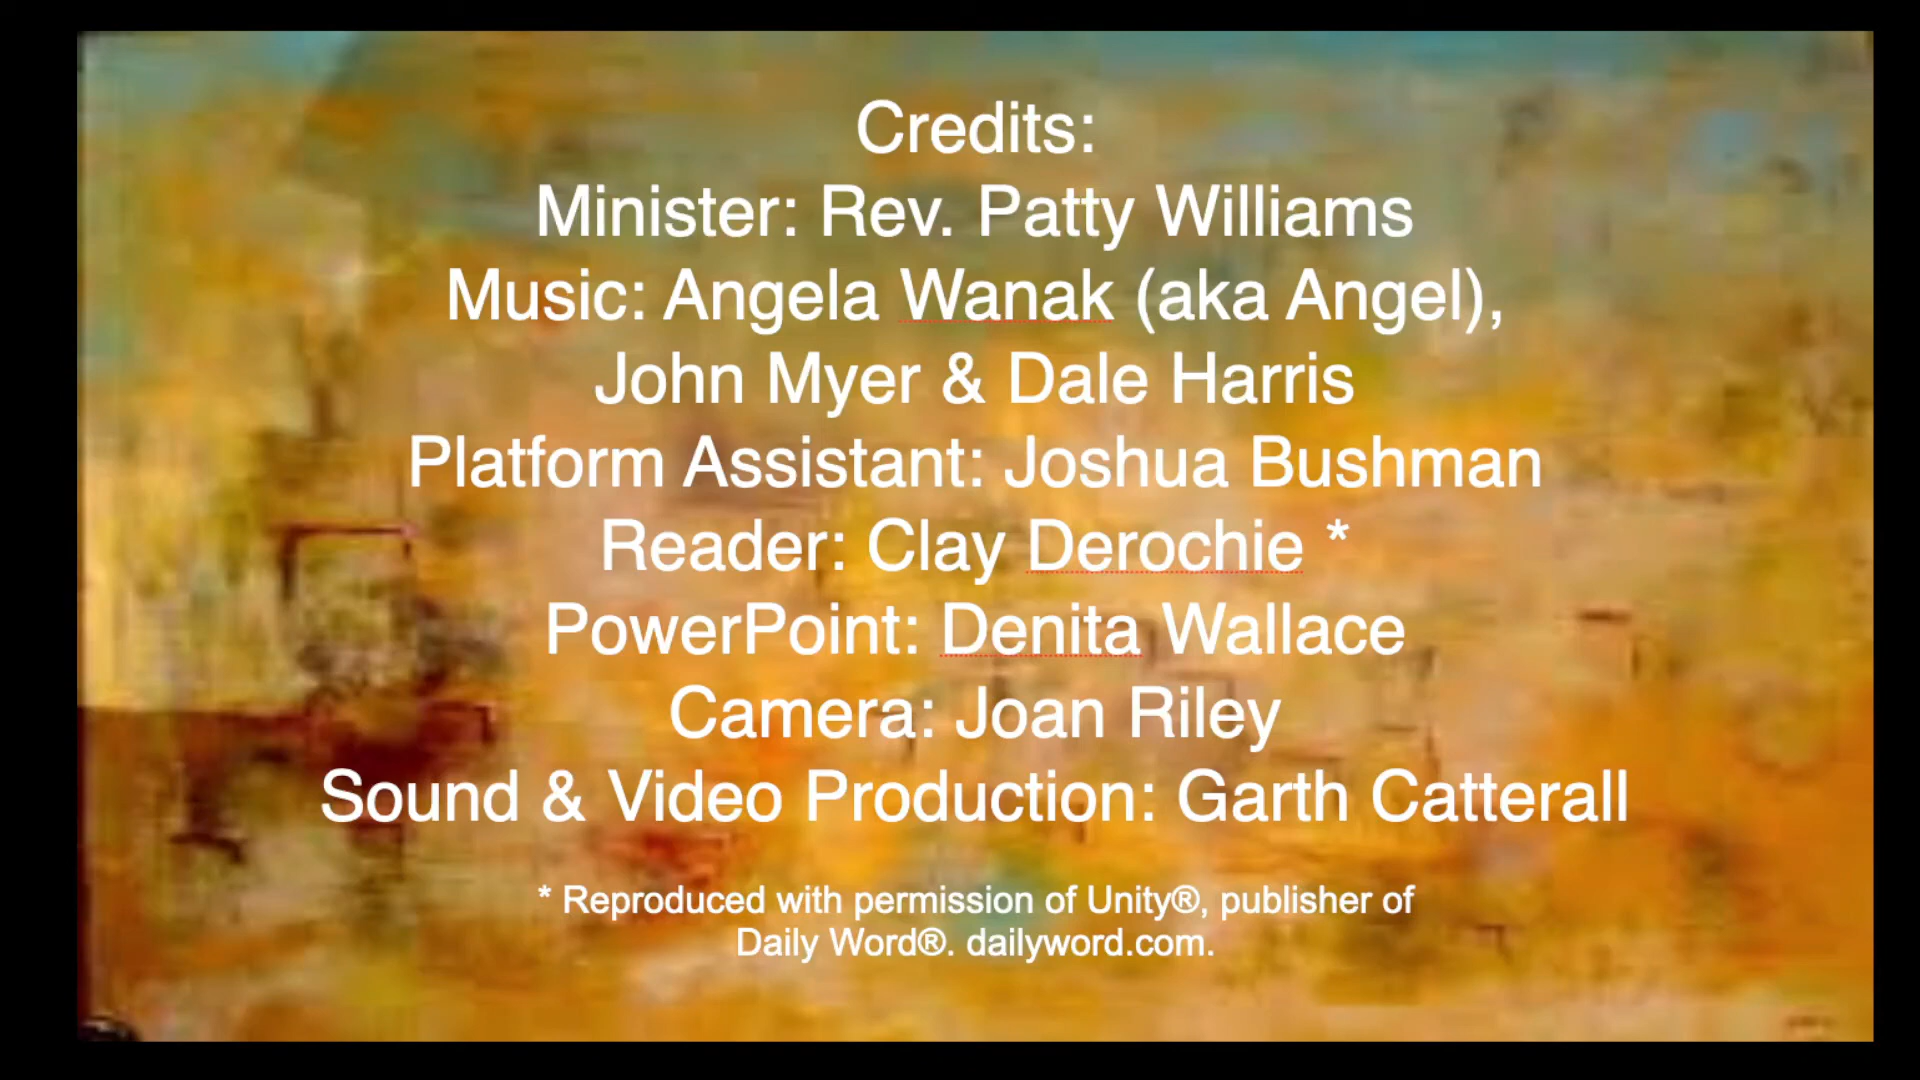 Credits:
Minister: Rev. Patty Williams
Music: Angela Wanak (aka Angel),
John Myer & Dale Harris
Platform Assistant: Joshua Bushman
Reader: Clay Derochie *
PowerPoint: Denita Wallace
Camera: Joan Riley
Sound & Video Production: Garth Catterall
* Reproduced with permission of Unity®, publisher of
Daily Word®. dailyword.com.